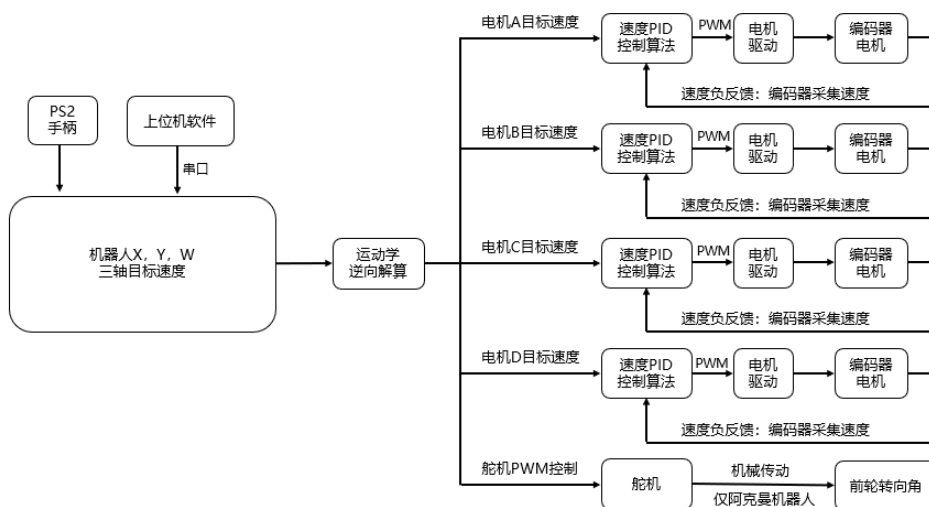 PS2
手柄
上位机软件
串口
机器人X，Y，W
三轴目标速度
运动学
逆向解算
电机A目标速度
速度PID
控制算法
PWM
电机
驱动
编码器
电机
速度负反馈：编码器采集速度
电机B目标速度
速度PID
控制算法
PWM
电机
驱动
编码器
电机
速度负反馈：编码器采集速度
电机C目标速度
速度PID
控制算法
PWM
电机
驱动
编码器
电机
速度负反馈：编码器采集速度
电机D目标速度
速度PID
控制算法
PWM
电机
驱动
编码器
电机
速度负反馈：编码器采集速度
舵机PWM控制
舵机
机械传动
仅阿克曼机器人
前轮转向角